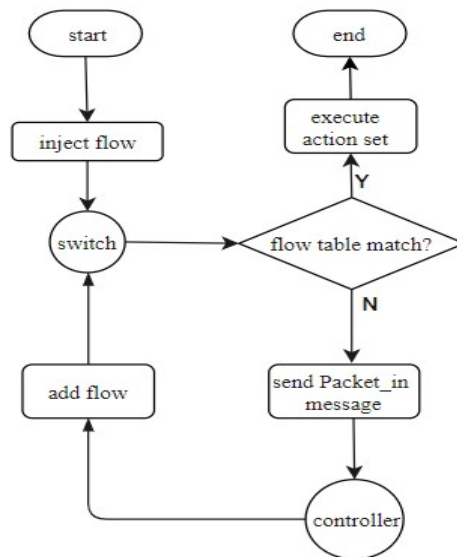 start
end
inject flow
execute
action set
Y
switch
flow table match?
N
add flow
send Packet_in
message
controller